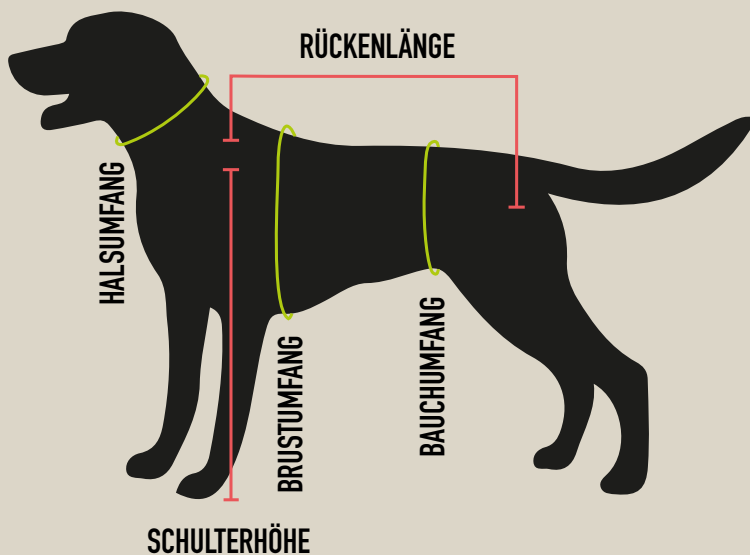 RÜCKENLÄNGE
HALSUMFANG
BRUSTUMFANG
BAUCHUMFANG
SCHULTERHÖHE